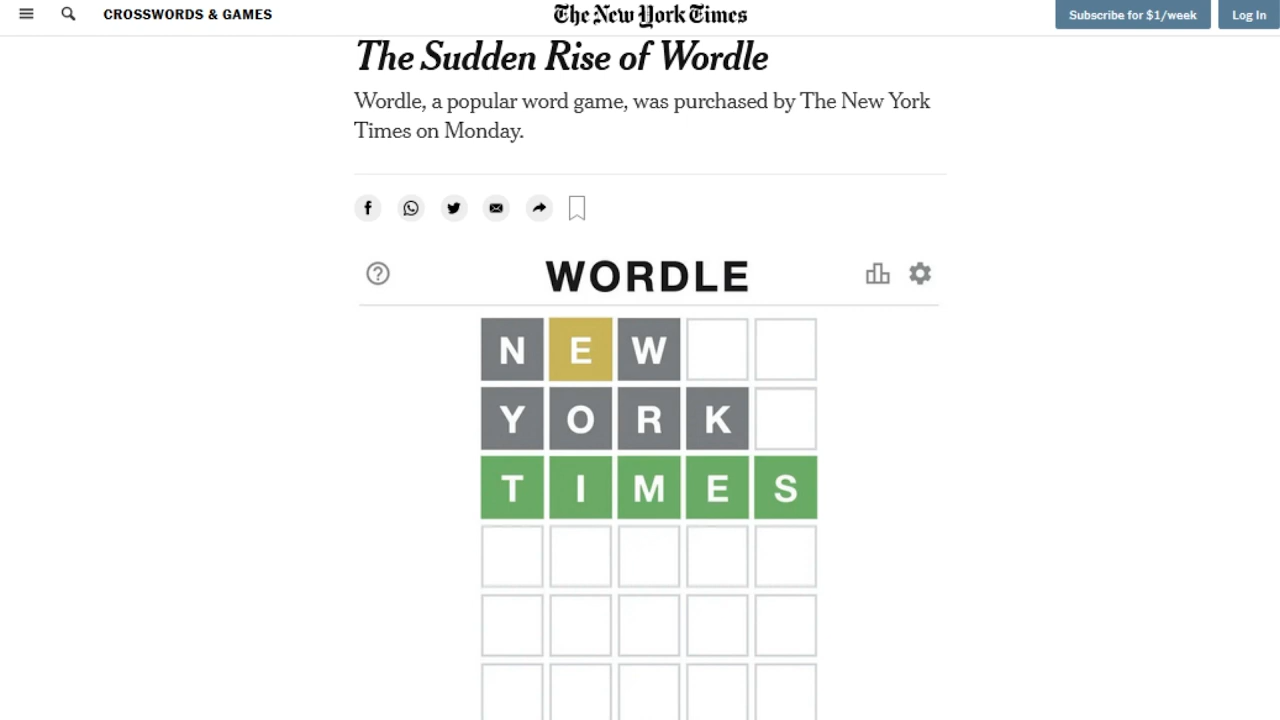 CROSSWORDS & GAMES
The New York Times
Subscribe for $1/week
Log In
The Sudden Rise of Wordle
Wordle, a popular word game, was purchased by The New York
Times on Monday.
WORDLE
NEW
YORK
TIMES